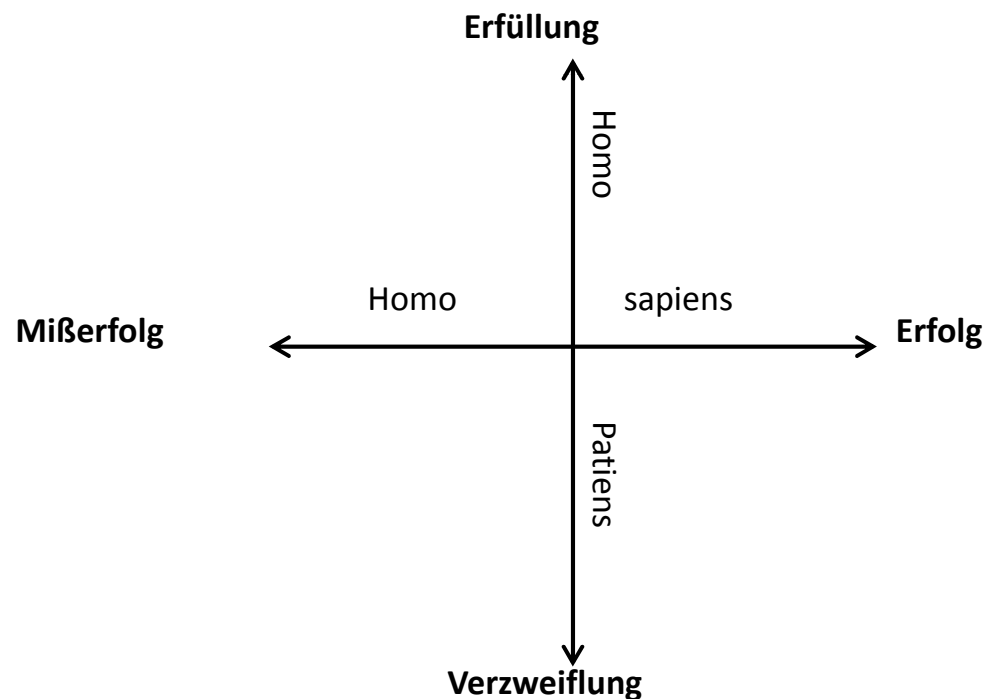 Erfüllung
Homo
Homo
sapiens
Mißerfolg
Erfolg
Patiens
Verzweiflung